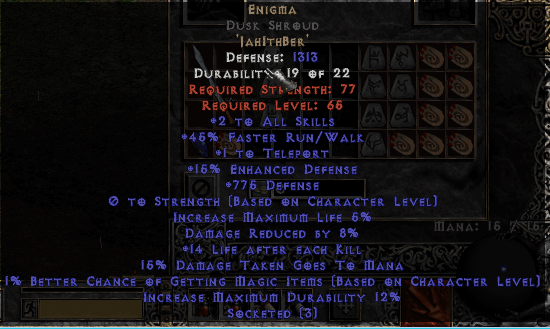 Enigma
Dusk Shroud
'JahIthBer'
Defense: 1313
Durability: 19 of 22
Required Strength: 77
Required Level: 65
+2 to All Skills
+45% Faster Run/Walk
+1 to Teleport
+15% Enhanced Defense
+775 Defense
0 to Strength (Based on Character Level)
Increase Maximum Life 5%
Damage Reduced by 8%
+14 Life after each Kill
15% Damage Taken Goes To Mana
1% Better Chance of Getting Magic Items (Based on Character Level)
Increase Maximum Durability 12%
Socketed (3)
Mana: 15 / 15